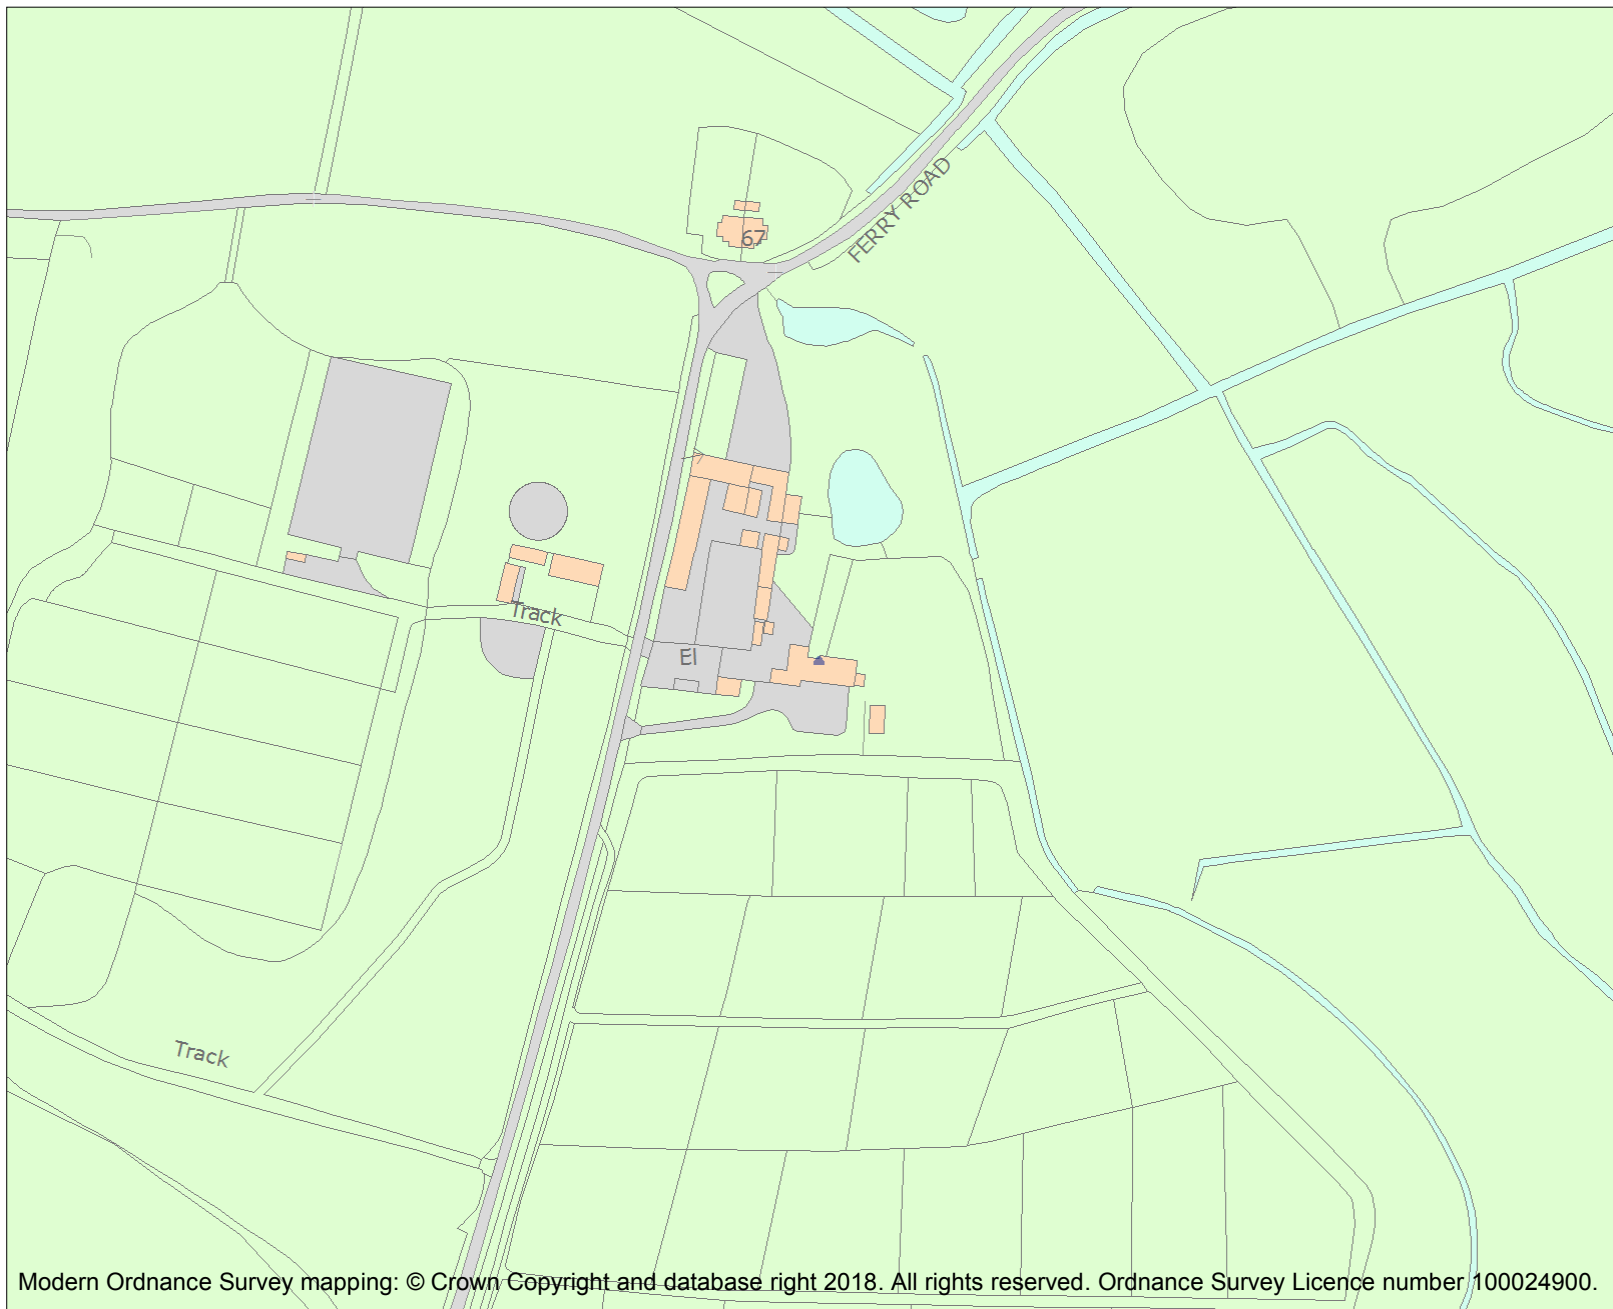 FERRY ROAD
67
Track
El
Track
Modern Ordnance Survey mapping: © Crown Copyright and database right 2018. All rights reserved. Ordnance Survey Licence number 100024900.